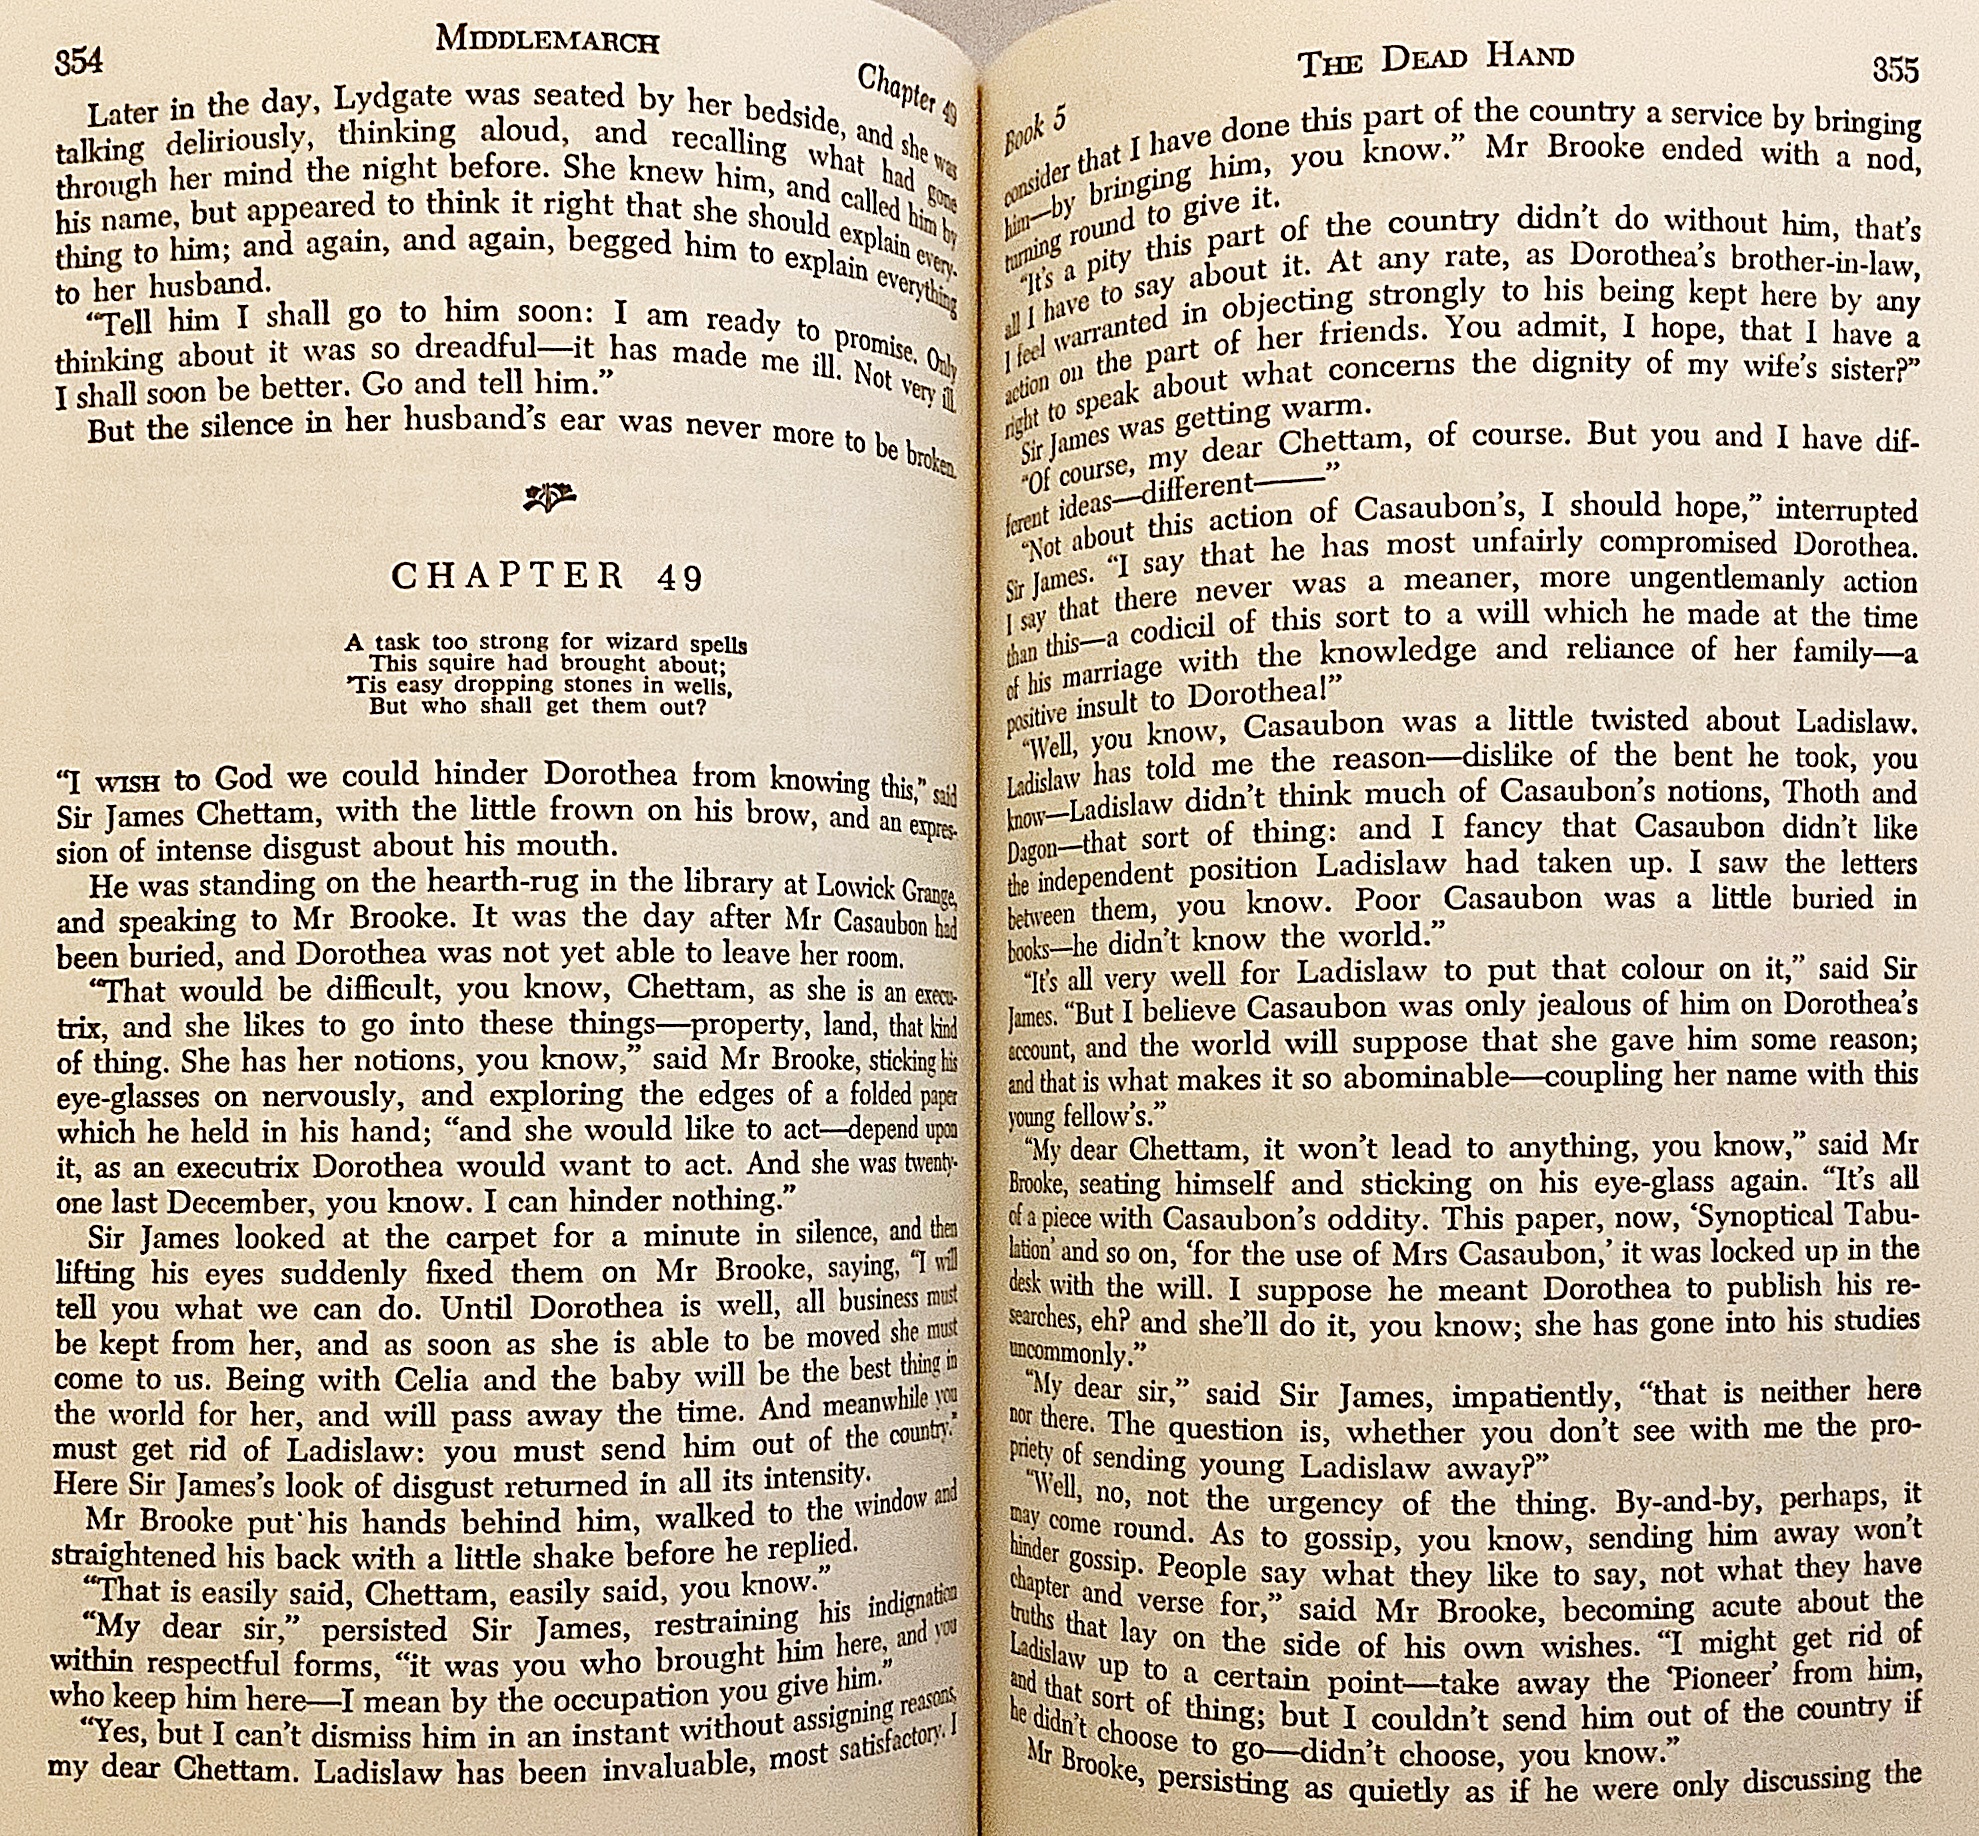 354
MIDDLEMARCH
Chapter 49
Later in the day, Lydgate was seated by her bedside, and she was
talking deliriously, thinking aloud, and recalling what had gone
through her mind the night before. She knew him, and called him by
his name, but appeared to think it right that she should explain every-
thing to him; and again, and again, begged him to explain everything
to her husband.
“Tell him I shall go to him soon: I am ready to promise. Only
thinking about it was so dreadful—it has made me ill. Not very ill
I shall soon be better. Go and tell him.”
But the silence in her husband’s ear was never more to be broken
CHAPTER 49
A task too strong for wizard spells
This squire had brought about;
’Tis easy dropping stones in wells,
But who shall get them out?
“I WISH to God we could hinder Dorothea from knowing this,” said
Sir James Chettam, with the little frown on his brow, and an expres-
sion of intense disgust about his mouth.
He was standing on the hearth-rug in the library at Lowick Grange,
and speaking to Mr Brooke. It was the day after Mr Casaubon had
been buried, and Dorothea was not yet able to leave her room.
“That would be difficult, you know, Chettam, as she is an execu-
trix, and she likes to go into these things—property, land, that kind
of thing. She has her notions, you know,” said Mr Brooke, sticking his
eye-glasses on nervously, and exploring the edges of a folded paper
which he held in his hand; “and she would like to act—depend upon
it, as an executrix Dorothea would want to act. And she was twenty-
one last December, you know. I can hinder nothing.”
Sir James looked at the carpet for a minute in silence, and then
lifting his eyes suddenly fixed them on Mr Brooke, saying, “I will
tell you what we can do. Until Dorothea is well, all business must
be kept from her, and as soon as she is able to be moved she must
come to us. Being with Celia and the baby will be the best thing in
the world for her, and will pass away the time. And meanwhile you
must get rid of Ladislaw: you must send him out of the country.”
Here Sir James’s look of disgust returned in all its intensity.
Mr Brooke put his hands behind him, walked to the window and
straightened his back with a little shake before he replied.
“That is easily said, Chettam, easily said, you know.”
“My dear sir,” persisted Sir James, restraining his indignation
within respectful forms, “it was you who brought him here, and you
who keep him here—I mean by the occupation you give him.”
“Yes, but I can’t dismiss him in an instant without assigning reasons,
my dear Chettam. Ladislaw has been invaluable, most satisfactory. I
THE DEAD HAND
355
Book 5
consider that I have done this part of the country a service by bringing
him—by bringing him, you know.” Mr Brooke ended with a nod,
turning round to give it.
“It’s a pity this part of the country didn’t do without him, that’s
all I have to say about it. At any rate, as Dorothea’s brother-in-law,
I feel warranted in objecting strongly to his being kept here by any
action on the part of her friends. You admit, I hope, that I have a
right to speak about what concerns the dignity of my wife’s sister?”
Sir James was getting warm.
“Of course, my dear Chettam, of course. But you and I have dif-
ferent ideas—different——”
“Not about this action of Casaubon’s, I should hope,” interrupted
Sir James. “I say that he has most unfairly compromised Dorothea.
I say that there never was a meaner, more ungentlemanly action
than this—a codicil of this sort to a will which he made at the time
of his marriage with the knowledge and reliance of her family—a
positive insult to Dorothea!”
“Well, you know, Casaubon was a little twisted about Ladislaw.
Ladislaw has told me the reason—dislike of the bent he took, you
know—Ladislaw didn’t think much of Casaubon’s notions, Thoth and
Dagon—that sort of thing: and I fancy that Casaubon didn’t like
the independent position Ladislaw had taken up. I saw the letters
between them, you know. Poor Casaubon was a little buried in
books—he didn’t know the world.”
“It’s all very well for Ladislaw to put that colour on it,” said Sir
James. “But I believe Casaubon was only jealous of him on Dorothea’s
account, and the world will suppose that she gave him some reason;
and that is what makes it so abominable—coupling her name with this
young fellow’s.”
“My dear Chettam, it won’t lead to anything, you know,” said Mr
Brooke, seating himself and sticking on his eye-glass again. “It’s all
of a piece with Casaubon’s oddity. This paper, now, ‘Synoptical Tabu-
lation’ and so on, ‘for the use of Mrs Casaubon,’ it was locked up in the
desk with the will. I suppose he meant Dorothea to publish his re-
searches, eh? and she’ll do it, you know; she has gone into his studies
uncommonly.”
“My dear sir,” said Sir James, impatiently, “that is neither here
nor there. The question is, whether you don’t see with me the pro-
priety of sending young Ladislaw away?”
“Well, no, not the urgency of the thing. By-and-by, perhaps, it
may come round. As to gossip, you know, sending him away won’t
hinder gossip. People say what they like to say, not what they have
chapter and verse for,” said Mr Brooke, becoming acute about the
truths that lay on the side of his own wishes. “I might get rid of
Ladislaw up to a certain point—take away the ‘Pioneer’ from him,
and that sort of thing; but I couldn’t send him out of the country if
he didn’t choose to go—didn’t choose, you know.”
Mr Brooke, persisting as quietly as if he were only discussing the